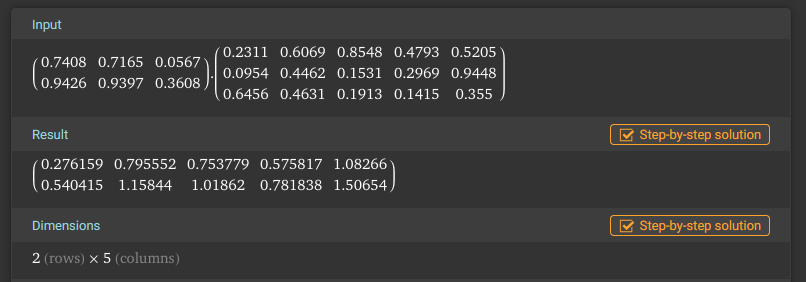 Input
0.7408 0.7165 0.0567
0.9426 0.9397 0.3608
.
0.2311 0.6069 0.8548 0.4793 0.5205
0.0954 0.4462 0.1531 0.2969 0.9448
0.6456 0.4631 0.1913 0.1415 0.355
Result
Step-by-step solution
0.276159 0.795552 0.753779 0.575817 1.08266
0.540415 1.15844 1.01862 0.781838 1.50654
Dimensions
Step-by-step solution
2 (rows) × 5 (columns)